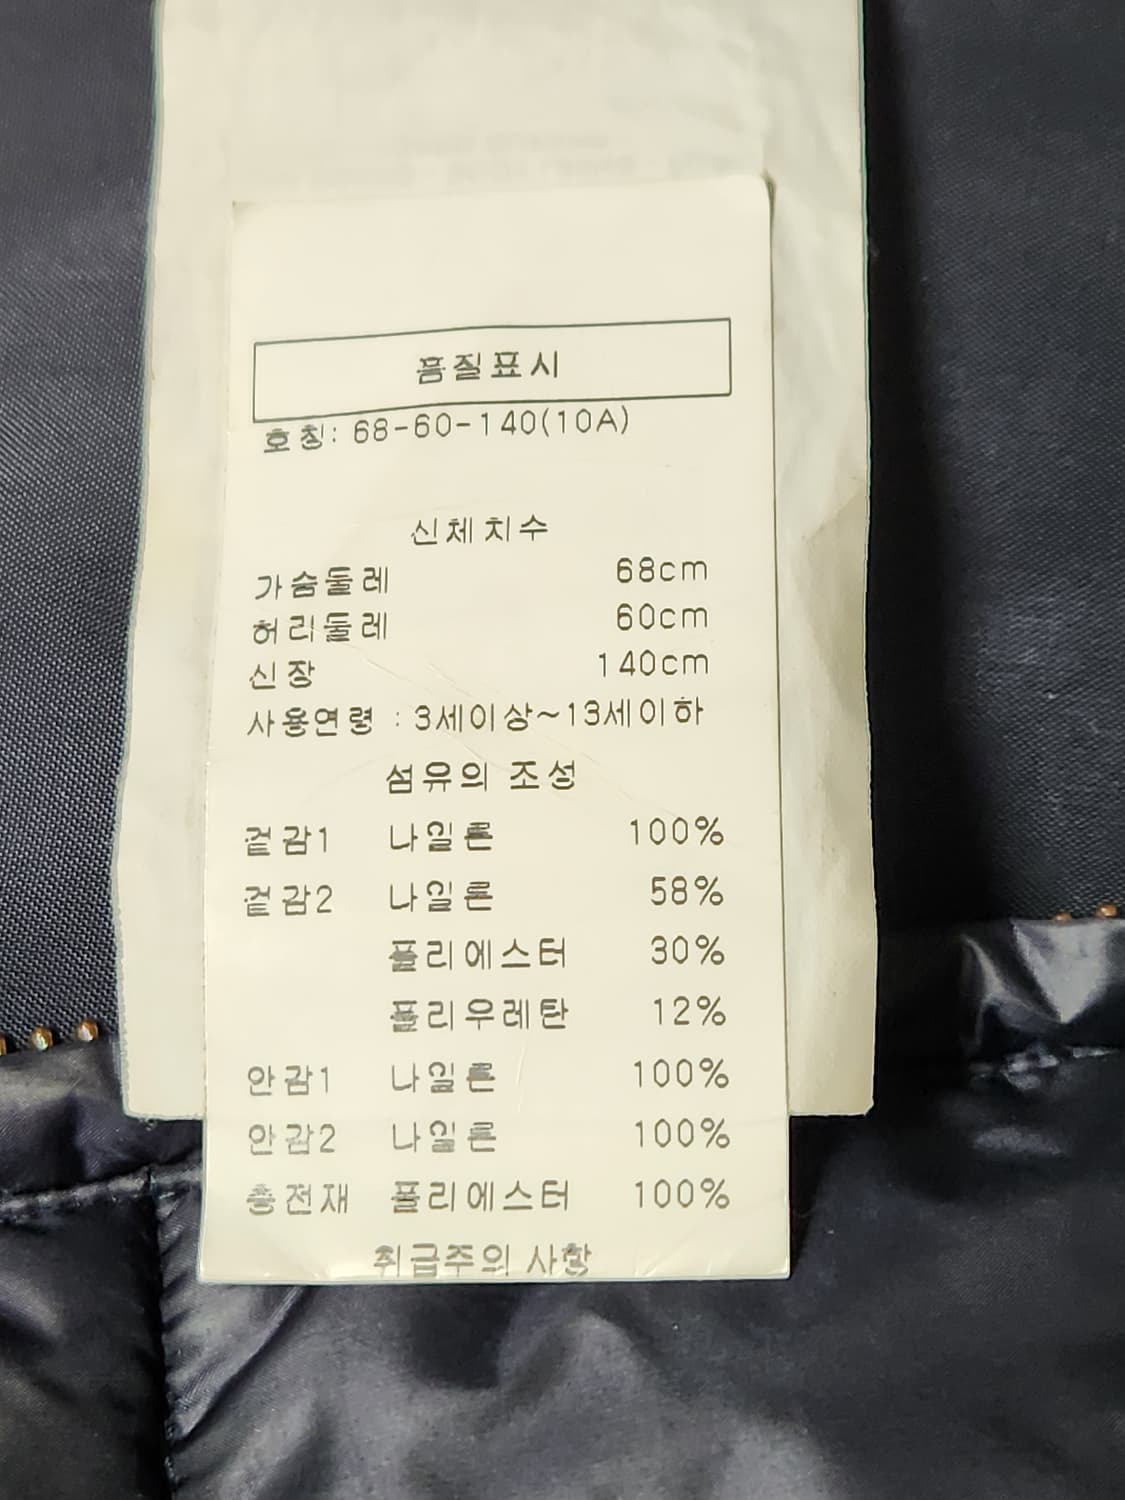 품질표시
호칭: 68-60-140(10A)
신체치수
가슴둘레 68cm
허리둘레 60cm
신장 140cm
사용연령 : 3세이상~13세이하
섬유의 조성
겉감1 나일론 100%
겉감2 나일론 58%
폴리에스터 30%
폴리우레탄 12%
안감1 나일론 100%
안감2 나일론 100%
충전재 폴리에스터 100%
취급주의 사항